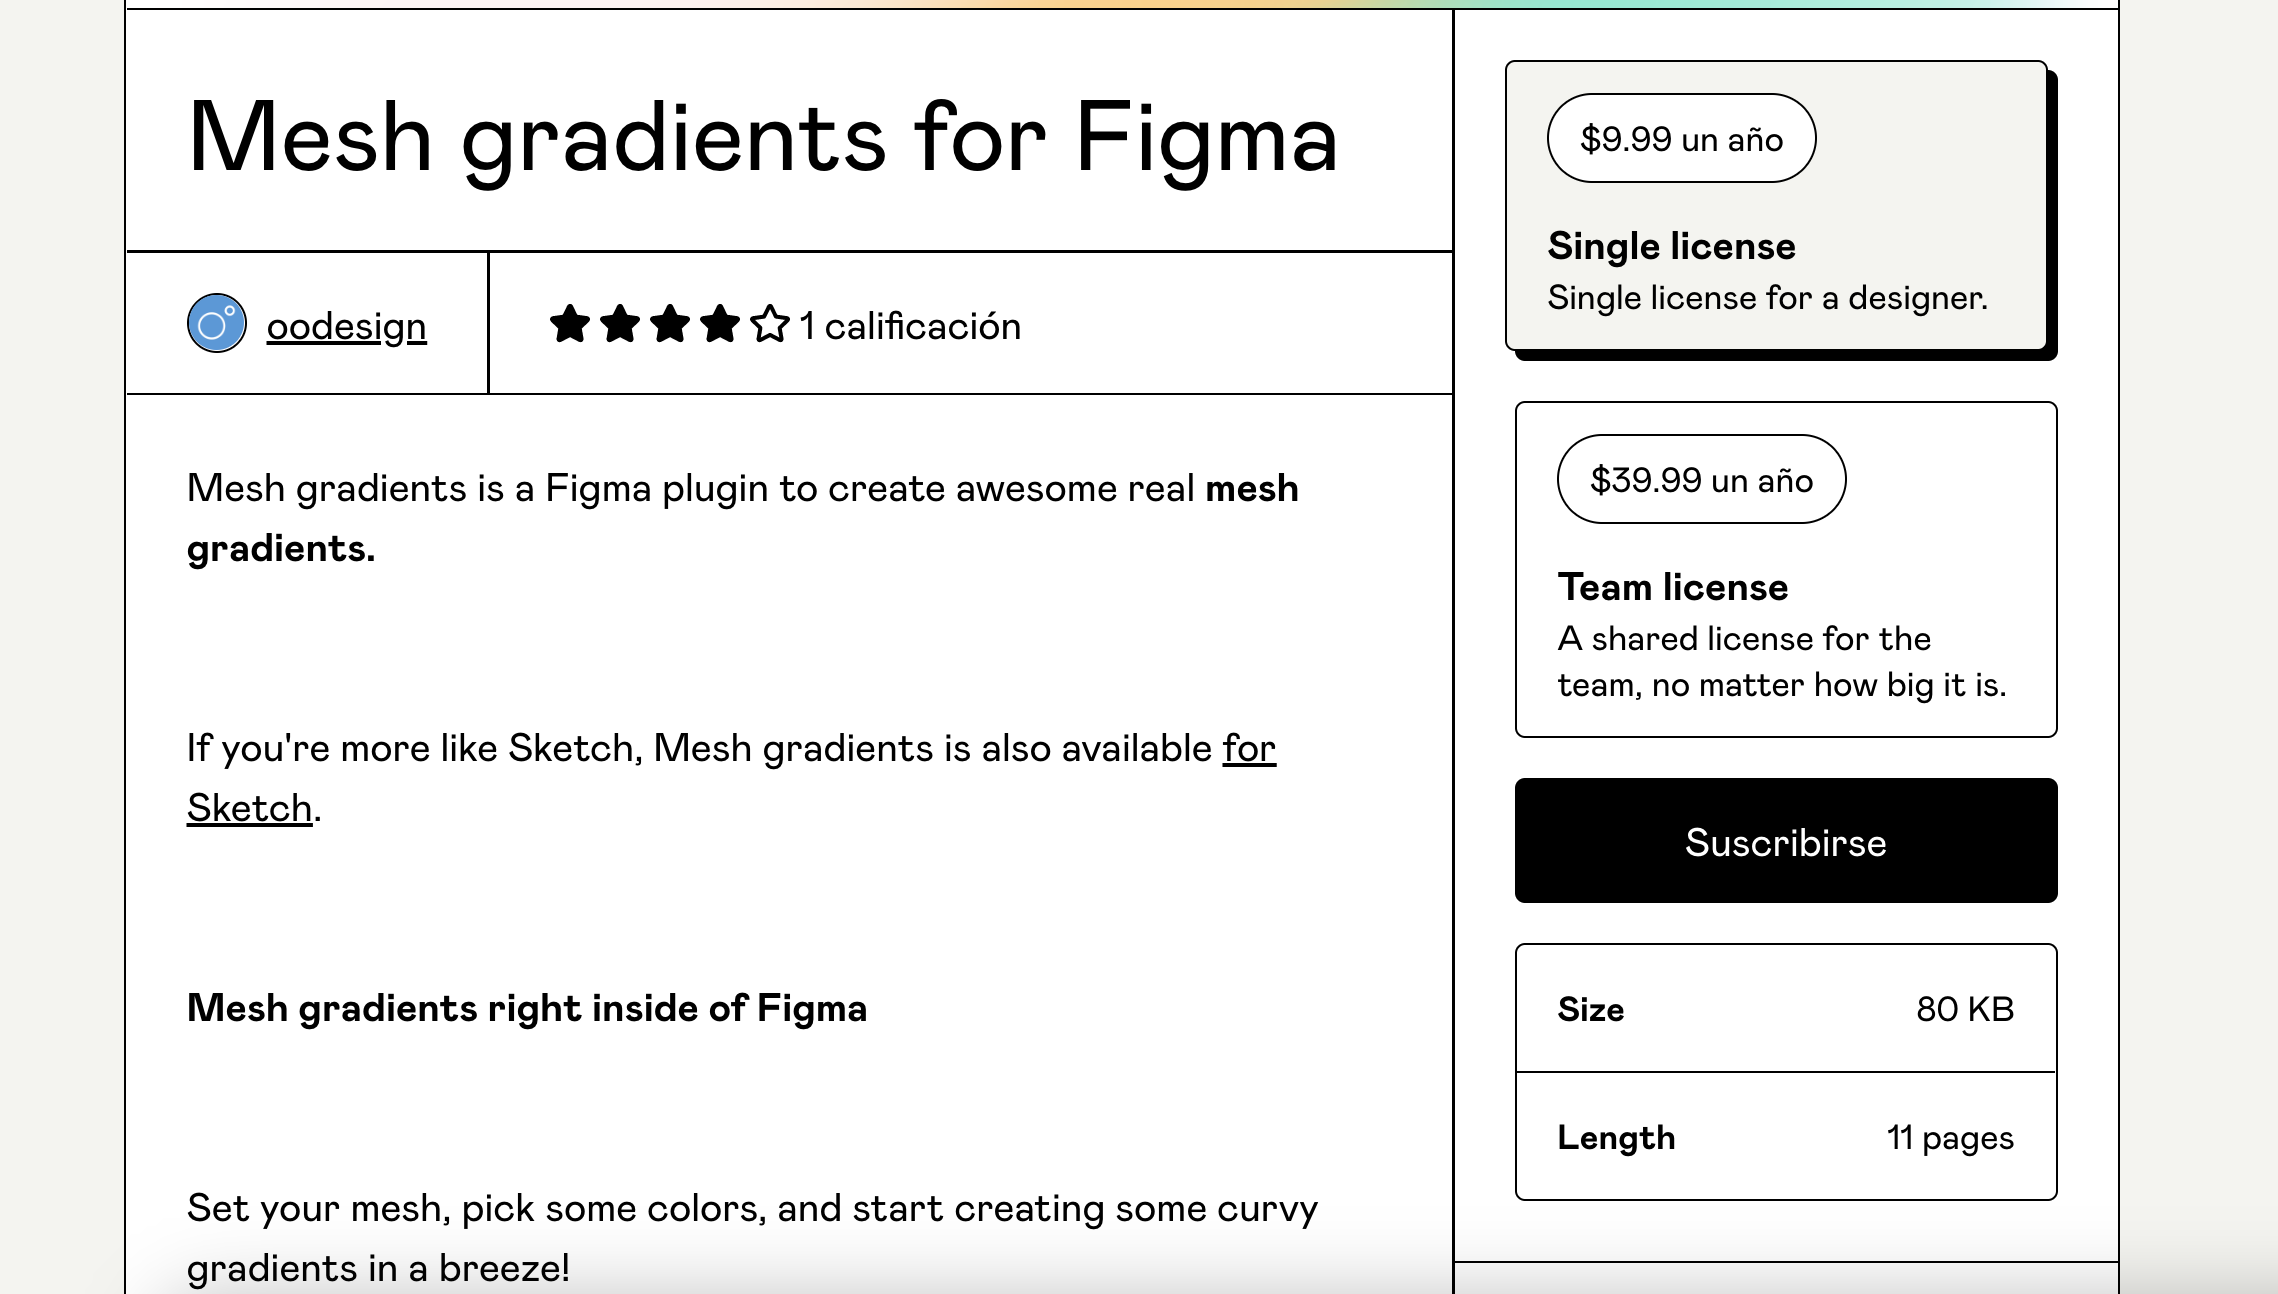 Mesh gradients for Figma
oodesign
1 calificación
Mesh gradients is a Figma plugin to create awesome real mesh
gradients.
If you're more like Sketch, Mesh gradients is also available for
Sketch.
Mesh gradients right inside of Figma
Set your mesh, pick some colors, and start creating some curvy
gradients in a breeze!
$9.99 un año
Single license
Single license for a designer.
$39.99 un año
Team license
A shared license for the
team, no matter how big it is.
Suscribirse
Size 80 KB
Length 11 pages